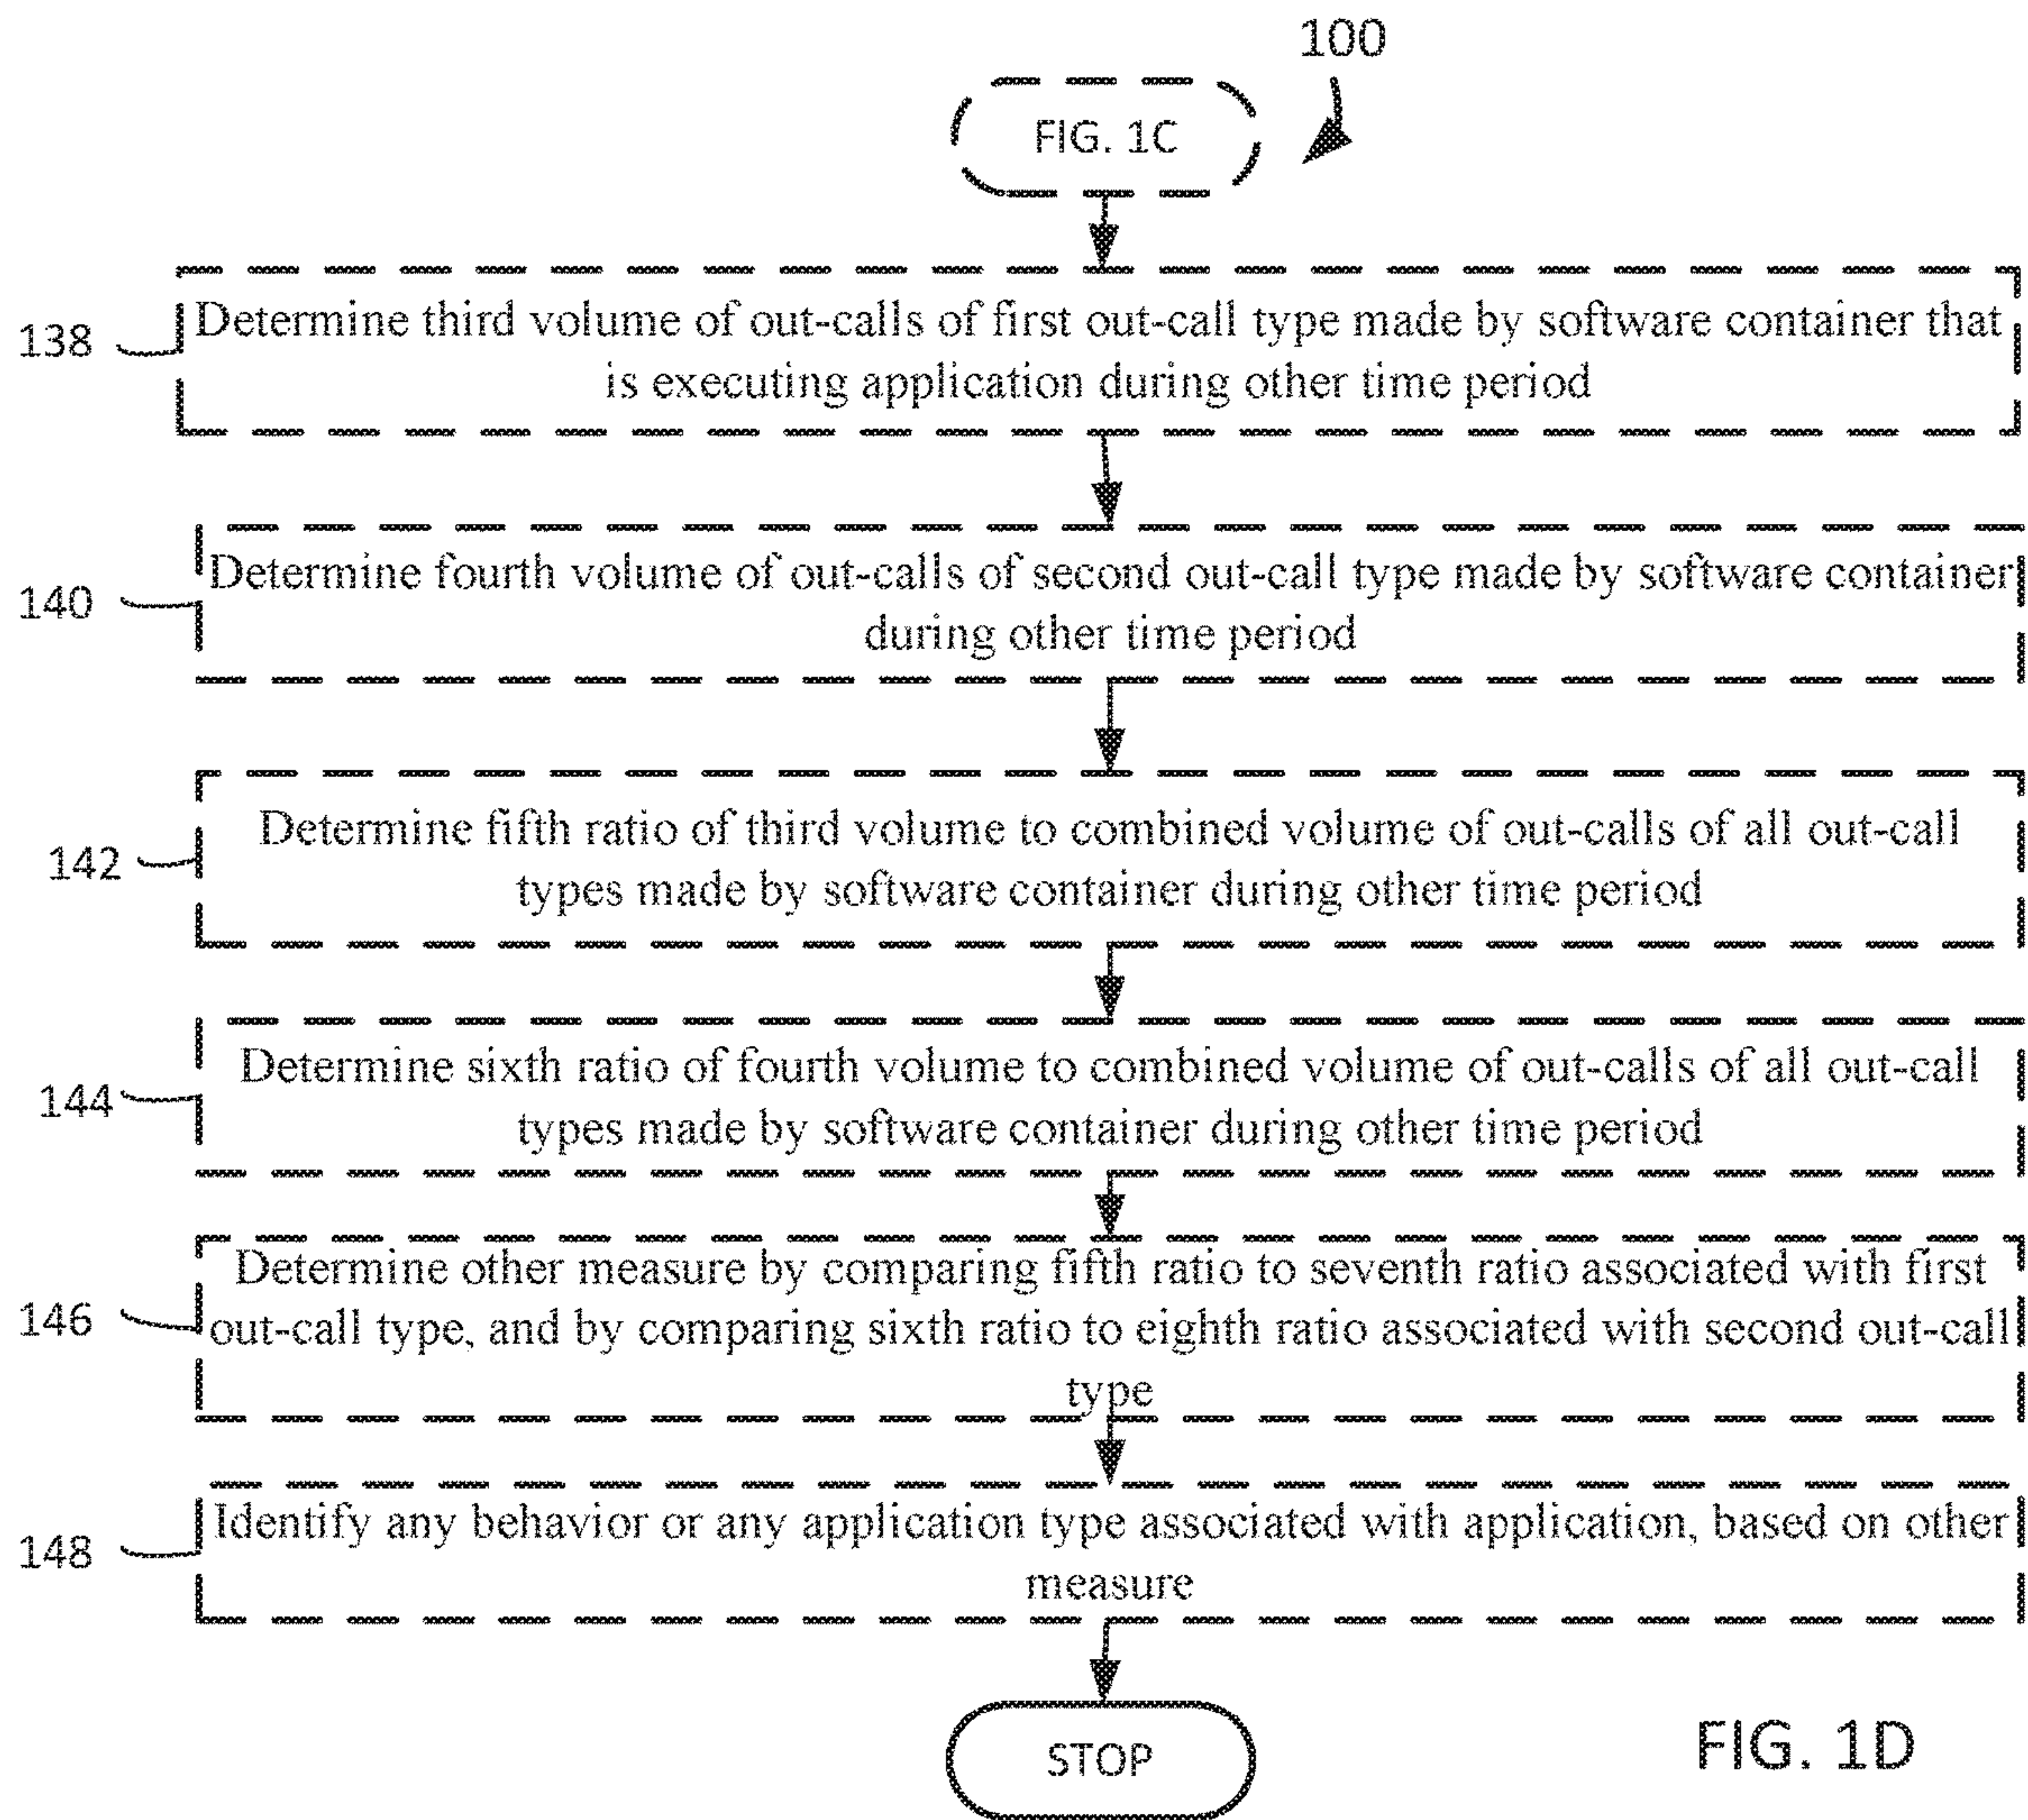 100
FIG. 1C
138
Determine third volume of out-calls of first out-call type made by software container that
is executing application during other time period
140
Determine fourth volume of out-calls of second out-call type made by software container
during other time period
142
Determine fifth ratio of third volume to combined volume of out-calls of all out-call
types made by software container during other time period
144
Determine sixth ratio of fourth volume to combined volume of out-calls of all out-call
types made by software container during other time period
146
Determine other measure by comparing fifth ratio to seventh ratio associated with first
out-call type, and by comparing sixth ratio to eighth ratio associated with second out-call
type
148
Identify any behavior or any application type associated with application, based on other
measure
STOP
FIG. 1D